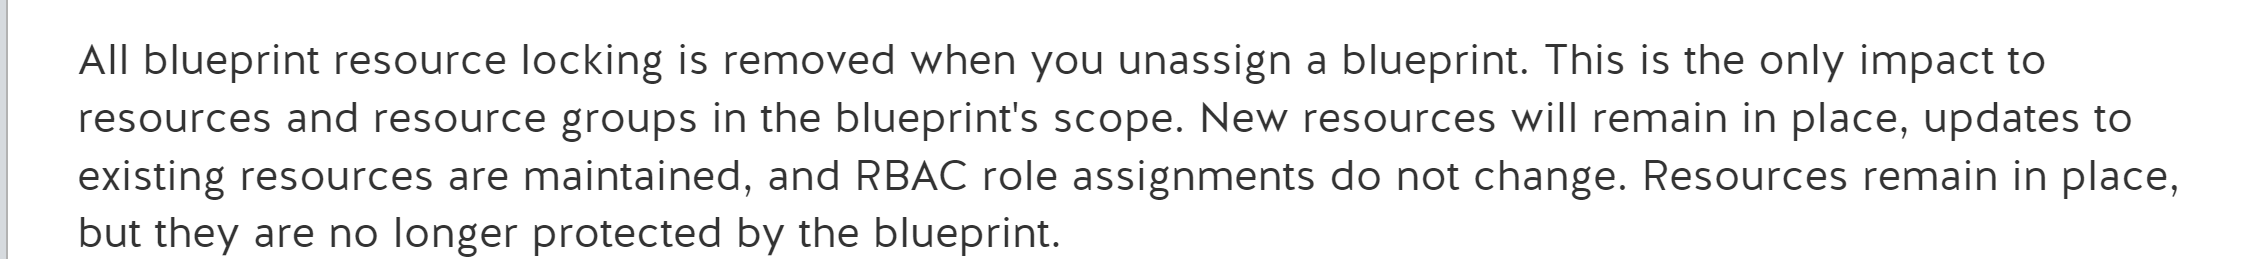 All blueprint resource locking is removed when you unassign a blueprint. This is the only impact to
resources and resource groups in the blueprint's scope. New resources will remain in place, updates to
existing resources are maintained, and RBAC role assignments do not change. Resources remain in place,
but they are no longer protected by the blueprint.